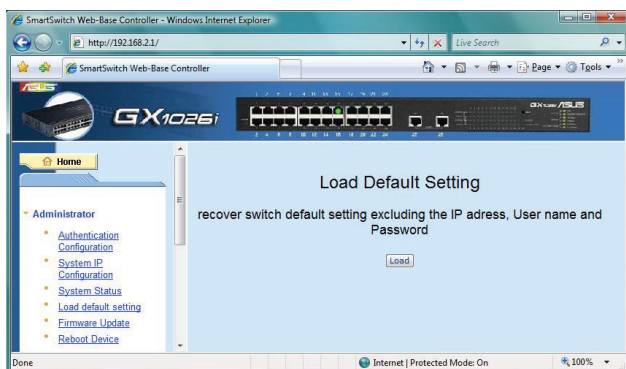 SmartSwitch Web-Base Controller - Windows Internet Explorer
http://192.168.2.1/
Live Search
SmartSwitch Web-Base Controller
Page
Tools
ASUS
GX1026i
ASUS
Home
Load Default Setting
recover switch default setting excluding the IP adress, User name and
Password
Load
Administrator
Authentication
Configuration
System IP
Configuration
System Status
Load default setting
Firmware Update
Reboot Device
Done
Internet | Protected Mode: On
100%